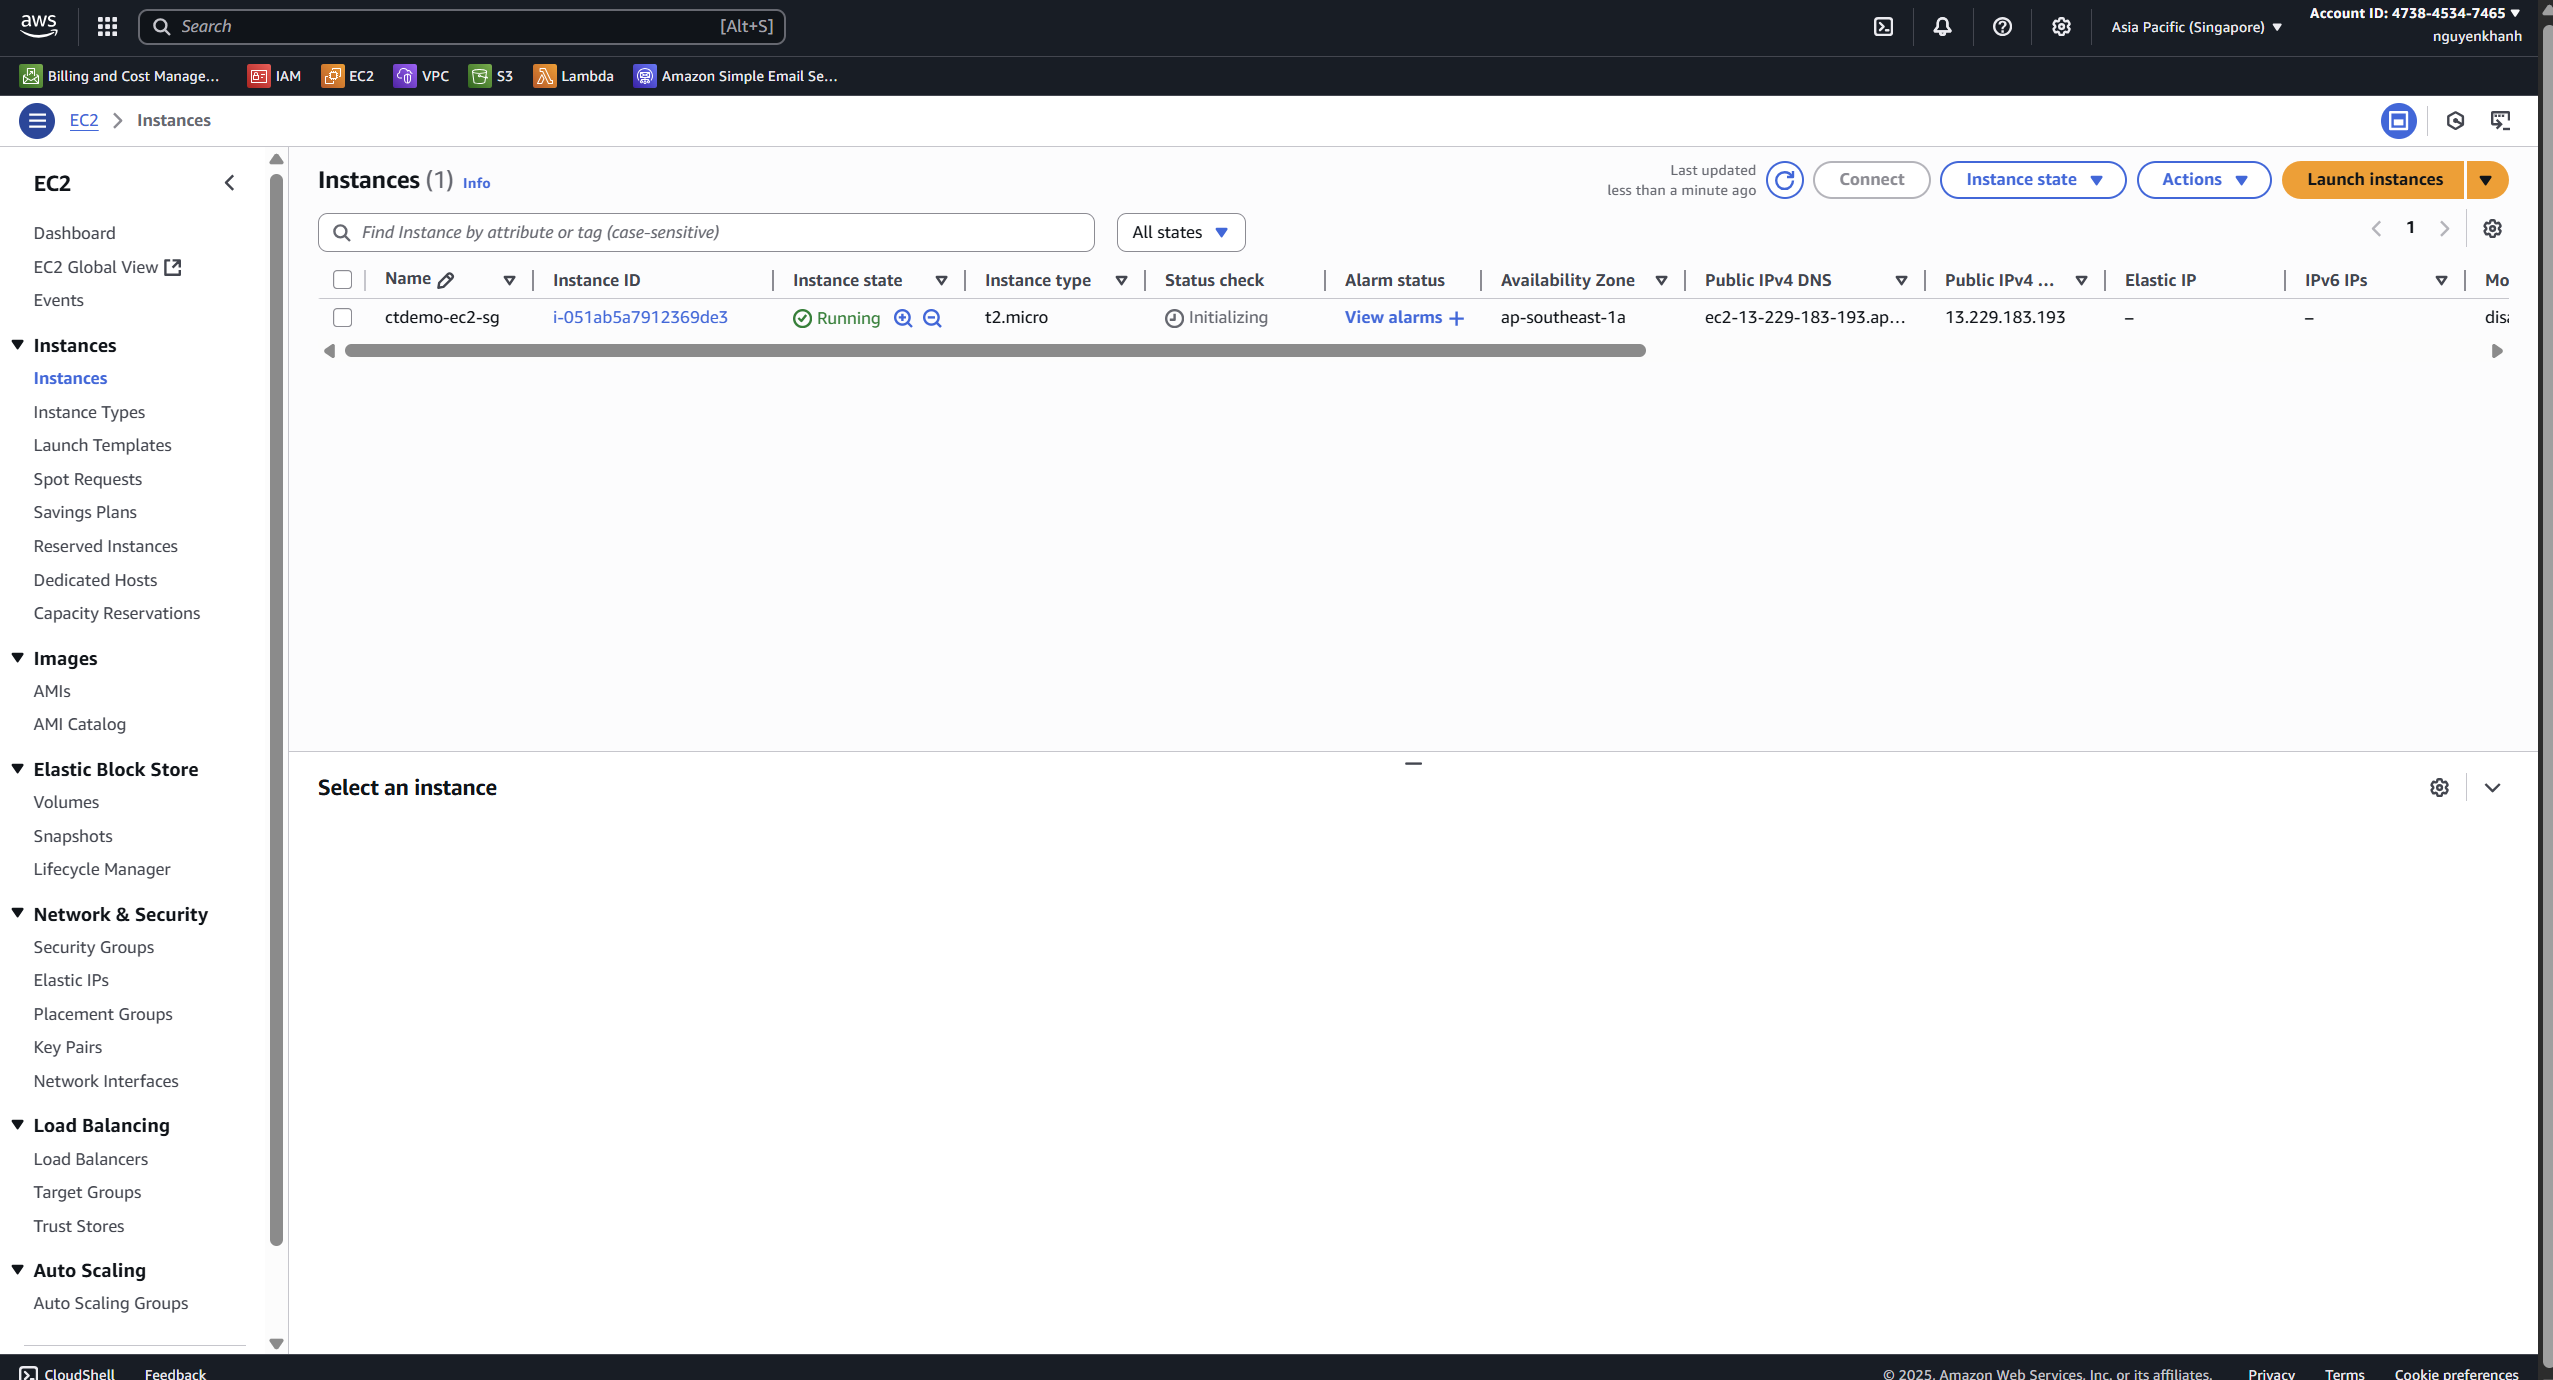 aws
Search [Alt+S]
Asia Pacific (Singapore)
Account ID: 4738-4534-7465
nguyenkhanh
Billing and Cost Manage... IAM EC2 VPC S3 Lambda Amazon Simple Email Se...
EC2 Instances
EC2
Dashboard
EC2 Global View
Events
Instances
Instances
Instance Types
Launch Templates
Spot Requests
Savings Plans
Reserved Instances
Dedicated Hosts
Capacity Reservations
Images
AMIs
AMI Catalog
Elastic Block Store
Volumes
Snapshots
Lifecycle Manager
Network & Security
Security Groups
Elastic IPs
Placement Groups
Key Pairs
Network Interfaces
Load Balancing
Load Balancers
Target Groups
Trust Stores
Auto Scaling
Auto Scaling Groups
Instances (1) Info
Last updated
less than a minute ago
Connect Instance state Actions Launch instances
Find Instance by attribute or tag (case-sensitive) All states 1
Name Instance ID Instance state Instance type Status check Alarm status Availability Zone Public IPv4 DNS Public IPv4 ... Elastic IP IPv6 IPs Mo
ctdemo-ec2-sg i-051ab5a7912369de3 Running t2.micro Initializing View alarms + ap-southeast-1a ec2-13-229-183-193.ap... 13.229.183.193 – – disa
Select an instance
CloudShell Feedback © 2025, Amazon Web Services, Inc. or its affiliates. Privacy Terms Cookie preferences